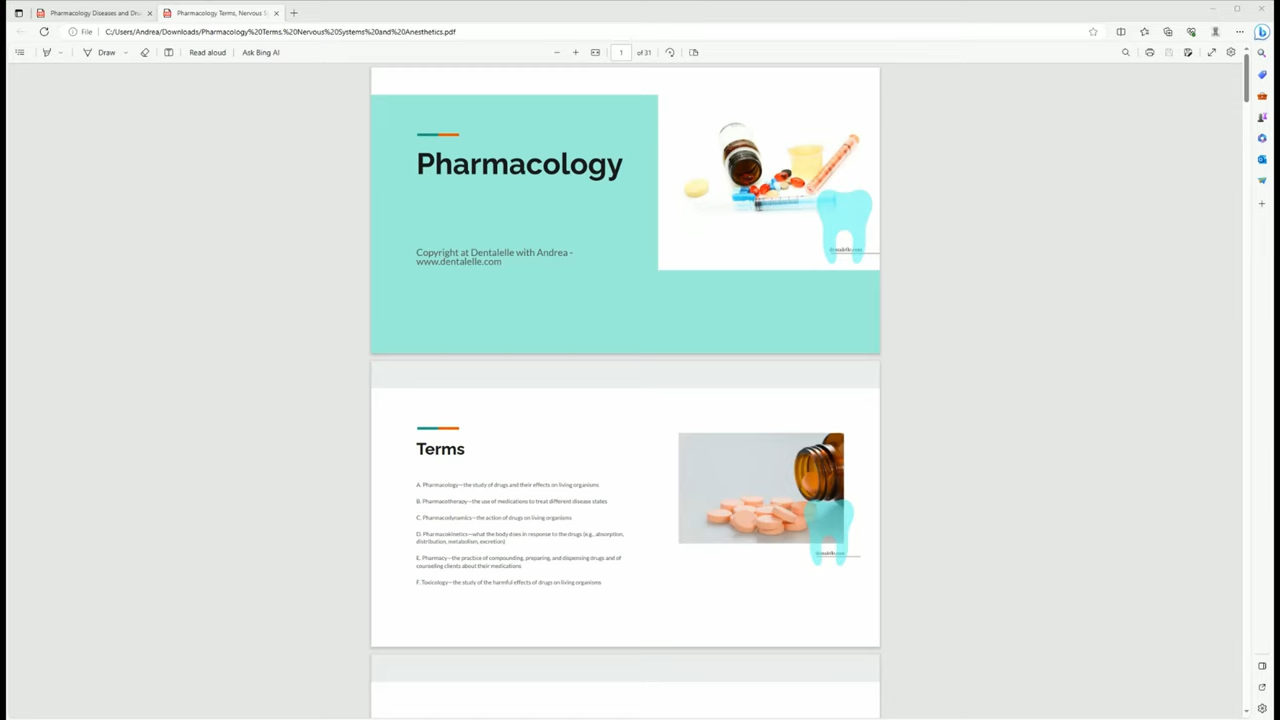 Pharmacology Diseases and Dru
Pharmacology Terms, Nervous S
File
C:/Users/Andrea/Downloads/Pharmacology%20Terms,%20Nervous%20Systems%20and%20Anesthetics.pdf
Draw
Read aloud
Ask Bing AI
1
of 31
Pharmacology
Copyright at Dentalelle with Andrea -
www.dentalelle.com
dentalelle.com
Terms
A. Pharmacology—the study of drugs and their effects on living organisms
B. Pharmacotherapy—the use of medications to treat different disease states
C. Pharmacodynamics—the action of drugs on living organisms
D. Pharmacokinetics—what the body does in response to the drugs (e.g., absorption,
distribution, metabolism, excretion)
E. Pharmacy—the practice of compounding, preparing, and dispensing drugs and of
counseling clients about their medications
F. Toxicology—the study of the harmful effects of drugs on living organisms
dentalelle.com